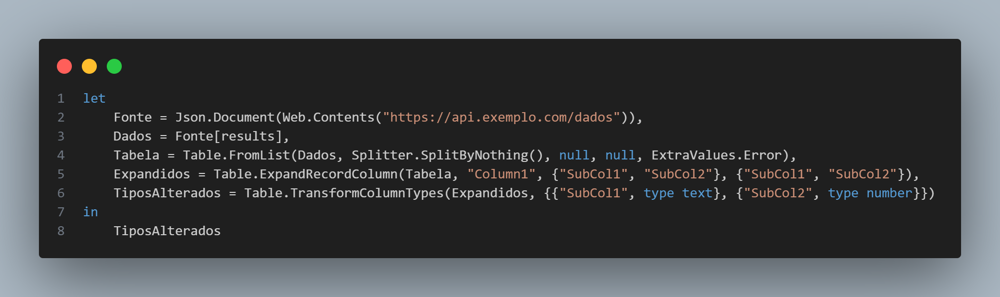 1 let
2     Fonte = Json.Document(Web.Contents("https://api.exemplo.com/dados")),
3     Dados = Fonte[results],
4     Tabela = Table.FromList(Dados, Splitter.SplitByNothing(), null, null, ExtraValues.Error),
5     Expandidos = Table.ExpandRecordColumn(Tabela, "Column1", {"SubCol1", "SubCol2"}, {"SubCol1", "SubCol2"}),
6     TiposAlterados = Table.TransformColumnTypes(Expandidos, {{"SubCol1", type text}, {"SubCol2", type number}})
7 in
8     TiposAlterados